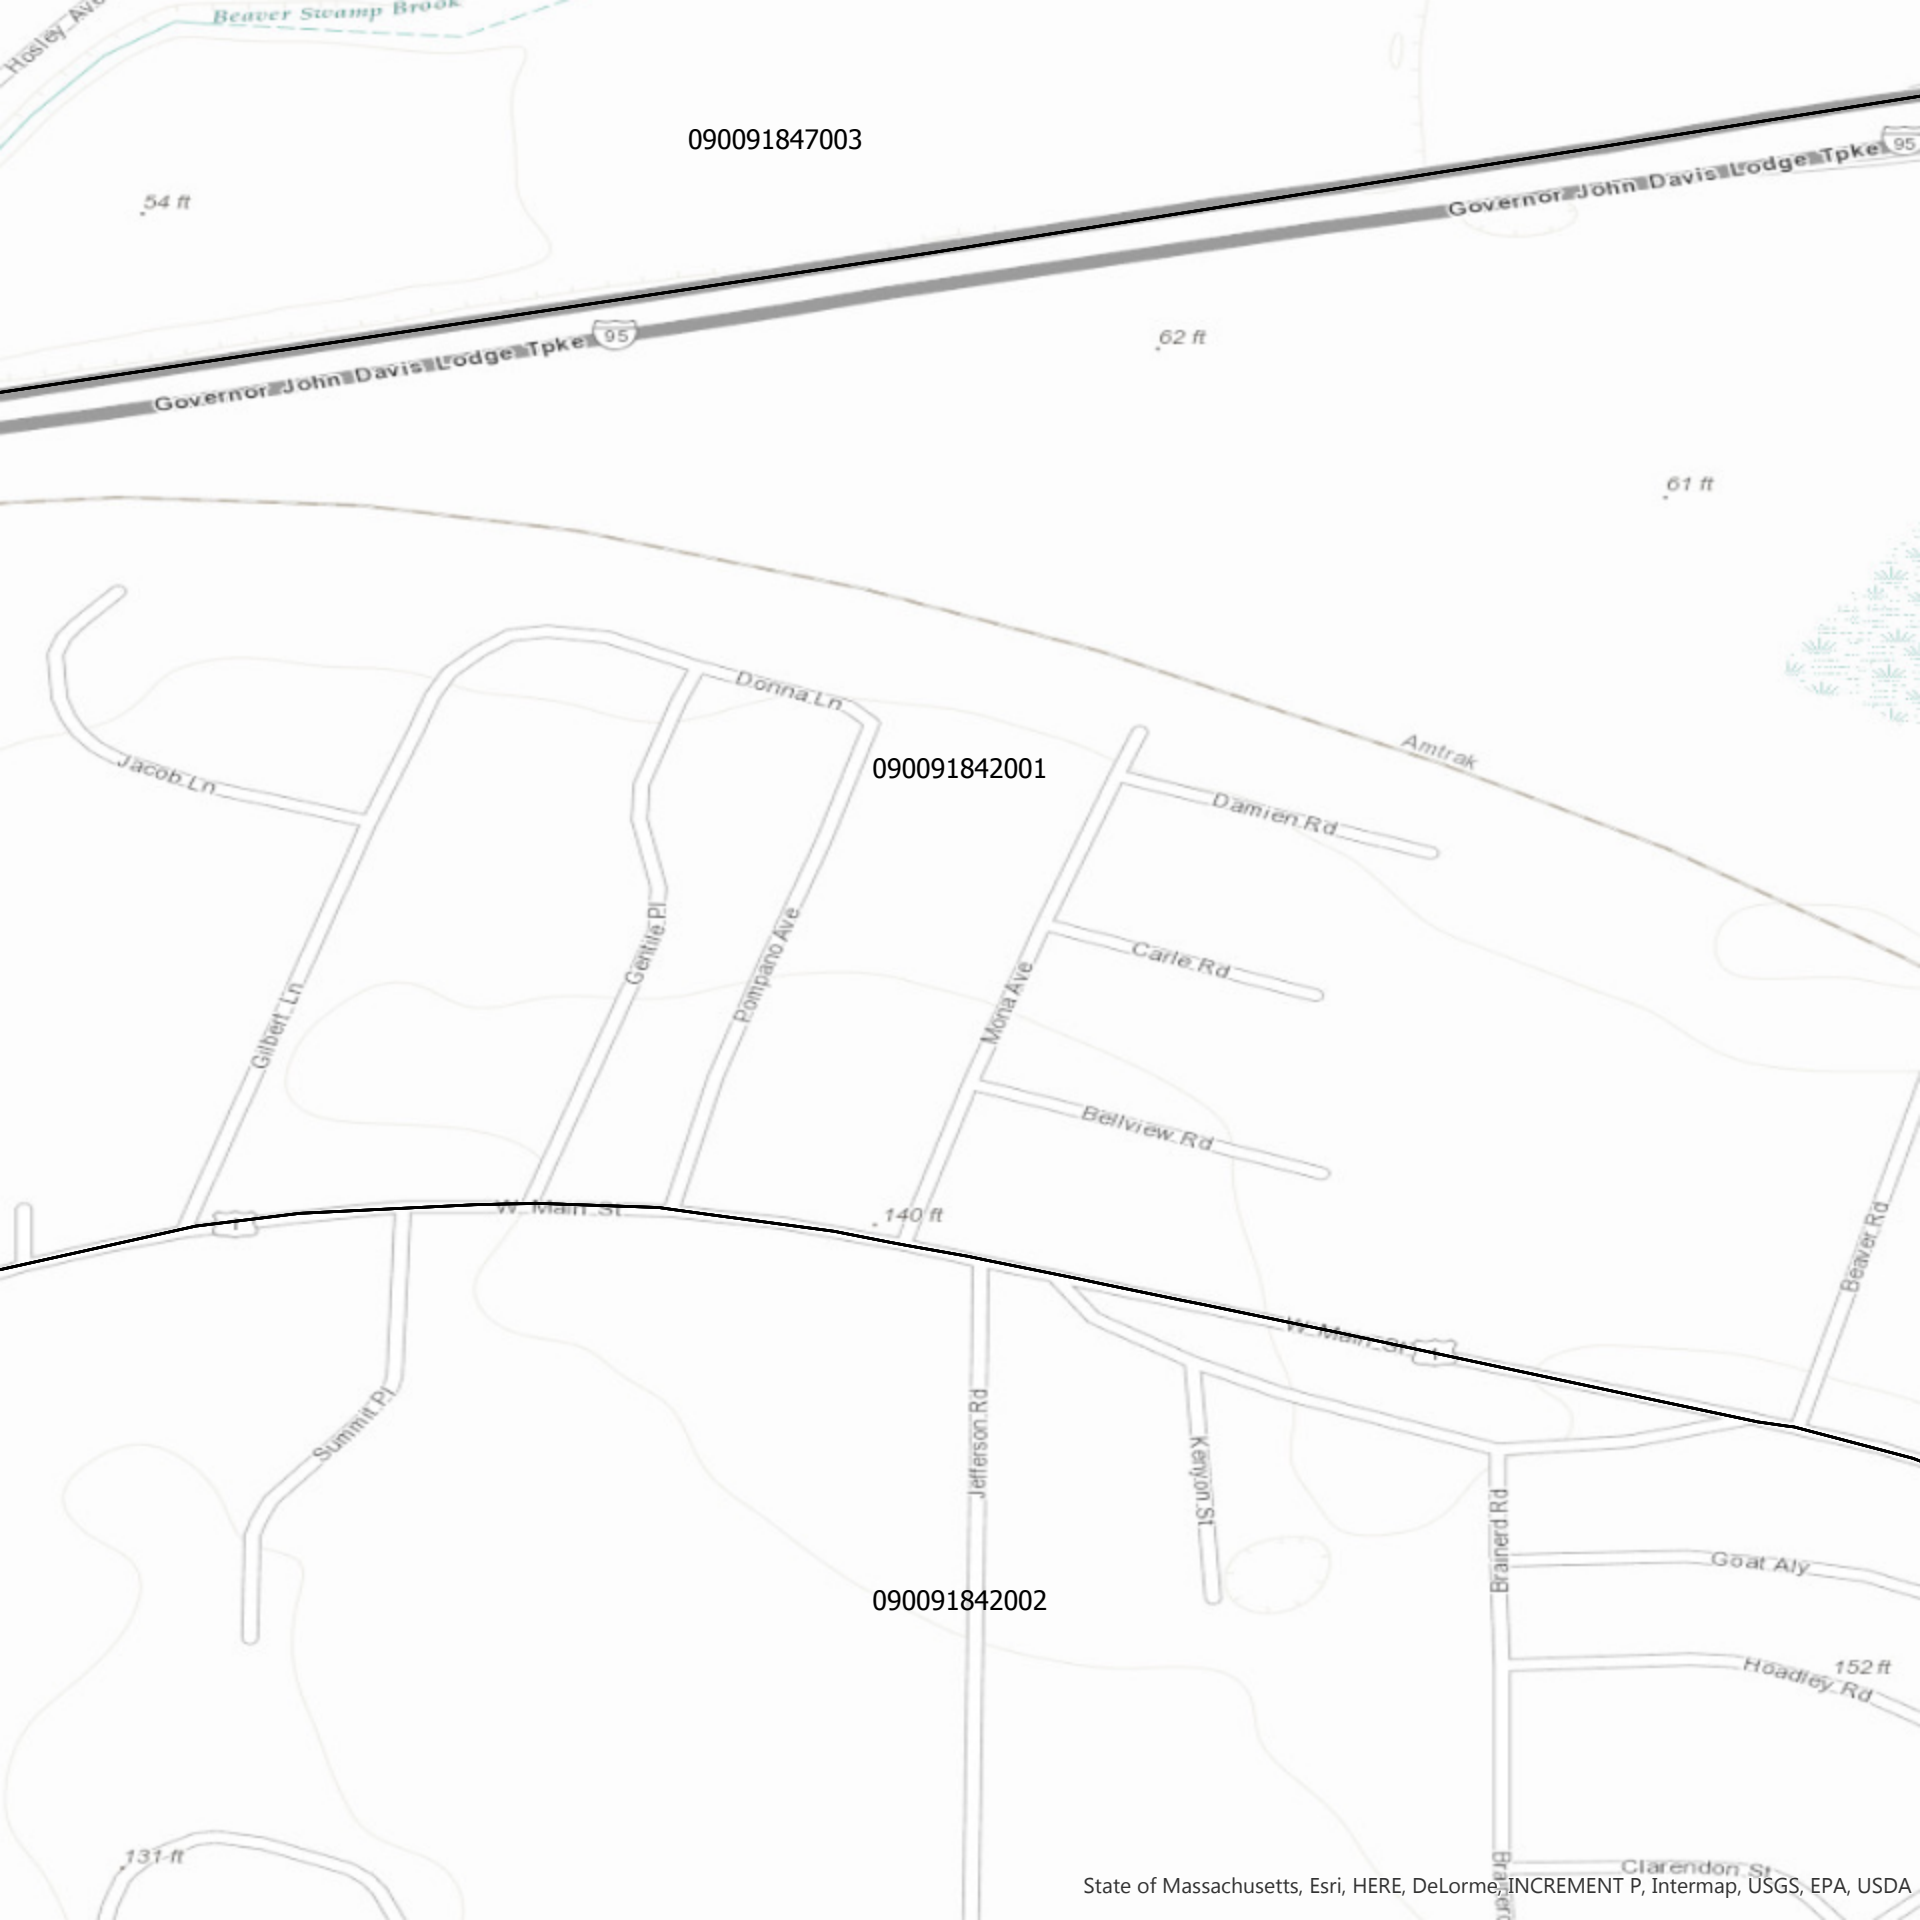 Hosley Ave
Beaver Swamp Brook
090091847003
95
Governor John Davis Lodge Tpke
54 ft
62 ft
95
Governor John Davis Lodge Tpke
61 ft
Donna Ln
Amtrak
090091842001
Jacob Ln
Damien Rd
Gentile Pl
Pompano Ave
Carle Rd
Mona Ave
Gilbert Ln
Bellview Rd
W Main St
140 ft
1
Beaver Rd
W Main St
1
Summit Pl
Jefferson Rd
Kenyon St
Brainerd Rd
Goat Aly
090091842002
152 ft
Hoadley Rd
131 ft
Clarendon St
State of Massachusetts, Esri, HERE, DeLorme, INCREMENT P, Intermap, USGS, EPA, USDA